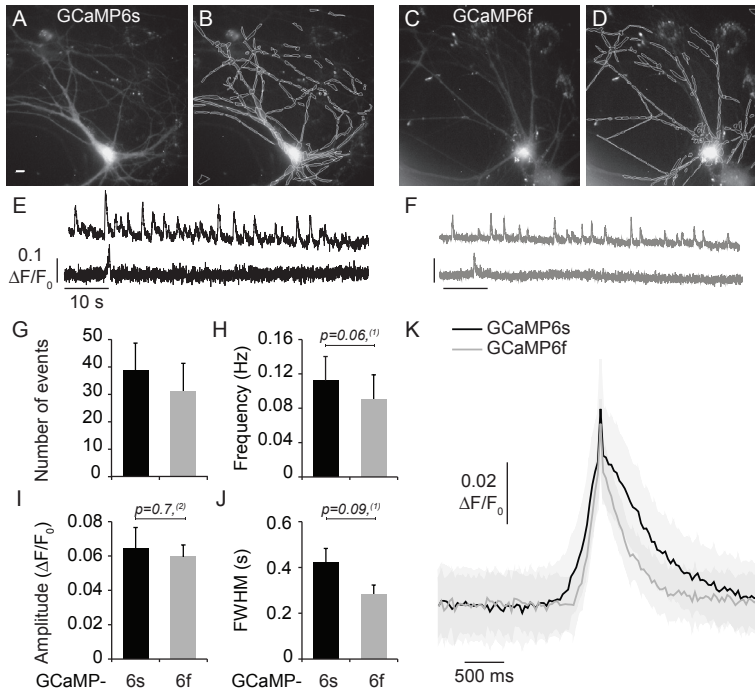 A GCaMP6s B C GCaMP6f D
E F
0.1
ΔF/F0
10 s
G H K
GCaMP6s
GCaMP6f
Number of events
50
40
30
20
10
0
Frequency (Hz)
0.16
0.12
0.08
0.04
0
p=0.06,(1)
0.02
ΔF/F0
I J
Amplitude (ΔF/F0)
0.08
0.06
0.04
0.02
0
p=0.7,(2)
FWHM (s)
0.6
0.4
0.2
0
p=0.09,(1)
GCaMP- 6s 6f GCaMP- 6s 6f
500 ms